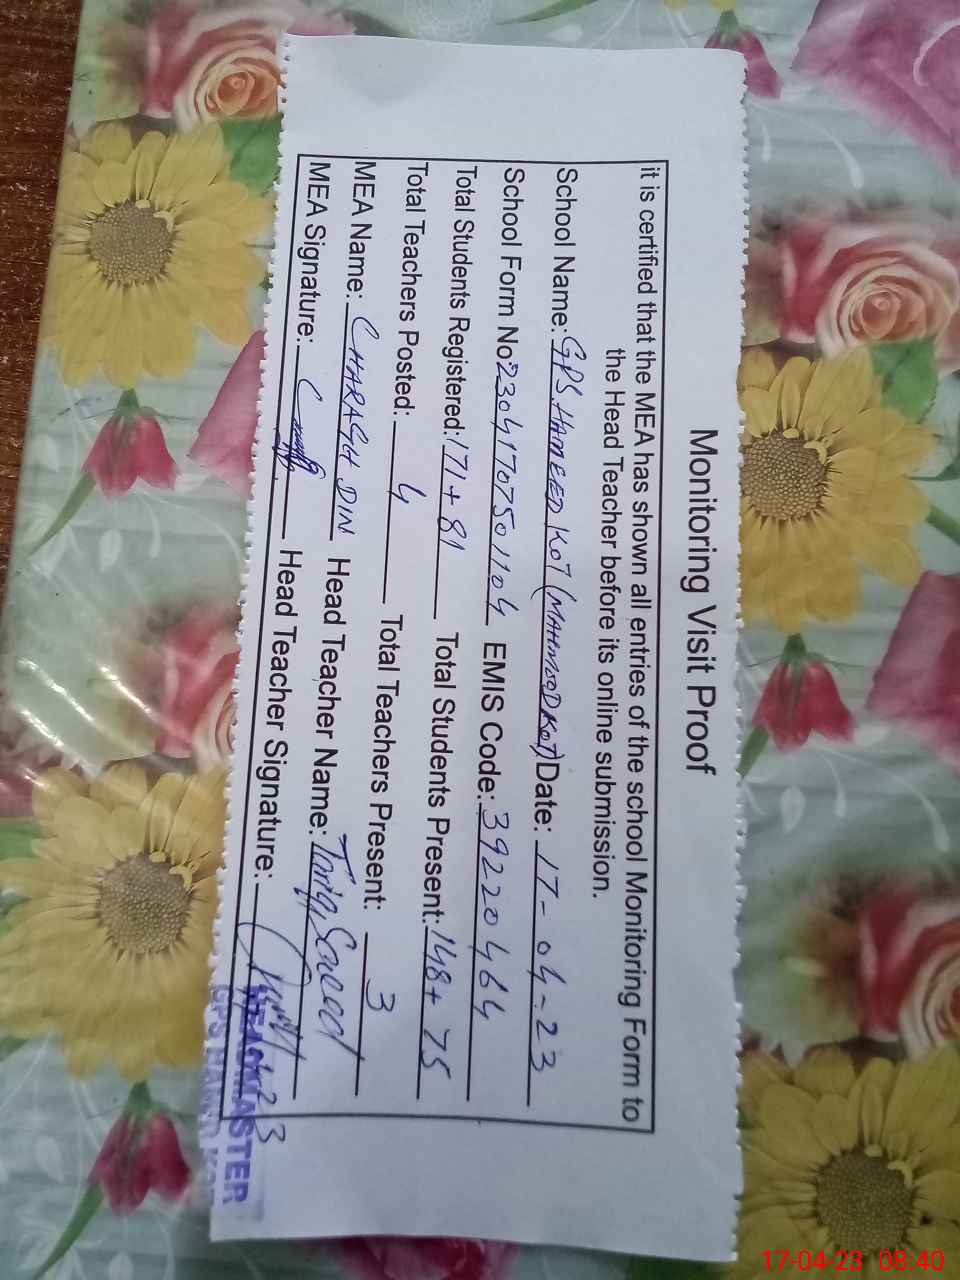 Monitoring Visit Proof
it is certified that the MEA has shown all entries of the school Monitoring Form to
the Head Teacher before its online submission.
School Name: GPS HAMEED KOT (MAHMOOD KOT) Date: 17-04-23
School Form No: 23041707501104 EMIS Code: 39220464
Total Students Registered: 171+81 Total Students Present: 148+75
Total Teachers Posted: 4 Total Teachers Present: 3
MEA Name: CHARAGH DIN Head Teacher Name: Tariq Saeed
MEA Signature: Head Teacher Signature:
HEADMASTER
GPS
17-04-23 08:40